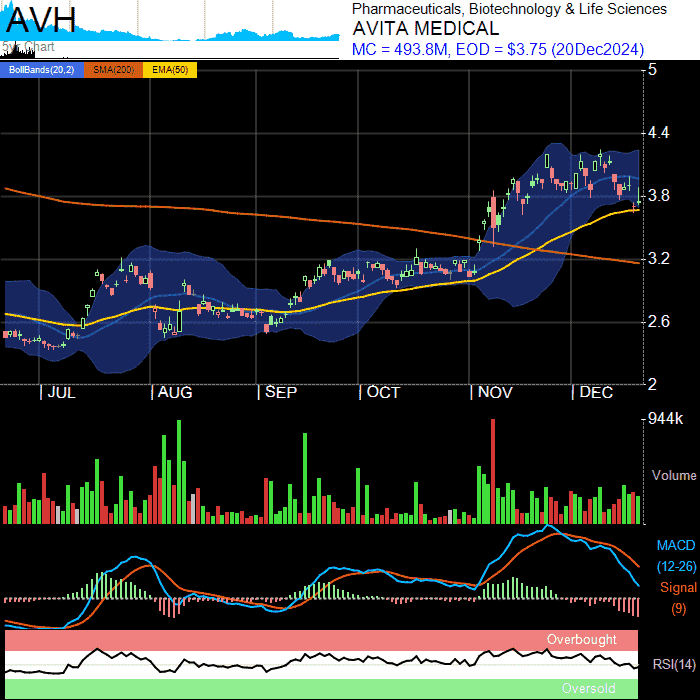 AVH
5yr Chart
Pharmaceuticals, Biotechnology & Life Sciences
AVITA MEDICAL
MC = 493.8M, EOD = $3.75 (20Dec2024)
BollBands(20,2) SMA(200) EMA(50)
5
4.4
3.8
3.2
2.6
2
JUL AUG SEP OCT NOV DEC
944k
Volume
MACD
(12-26)
Signal
(9)
Overbought
RSI(14)
Oversold